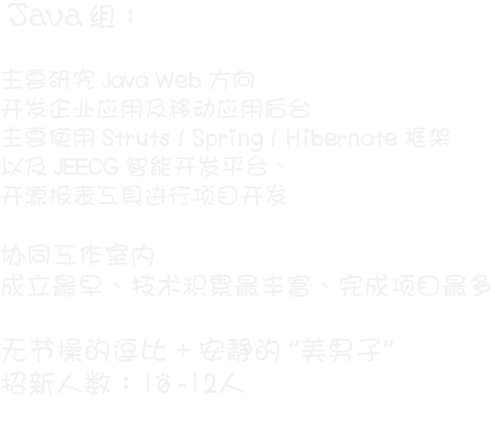 Java 组：
主要研究 Java Web 方向
开发企业应用及移动应用后台
主要使用 Struts / Spring / Hibernate 框架
以及 JEECG 智能开发平台、
开源报表工具进行项目开发
协同工作室内
成立最早、技术积累最丰富、完成项目最多
无节操的逗比 + 安静的 “美男子”
招新人数：10 -12人